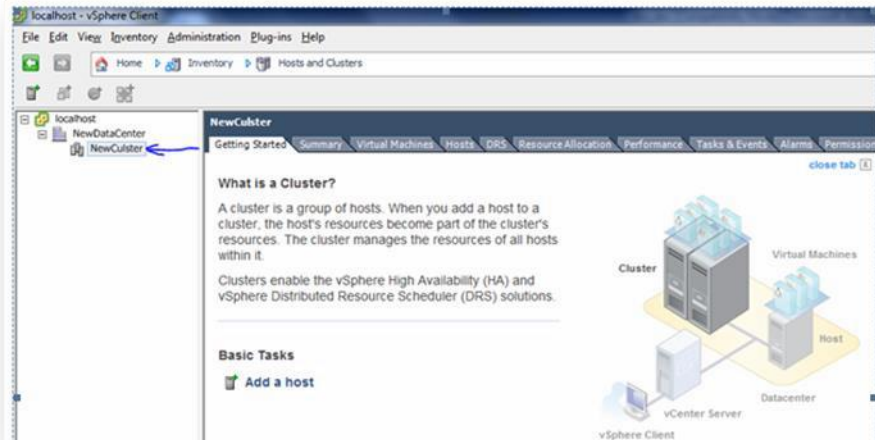 localhost - vSphere Client
File Edit View Inventory Administration Plug-ins Help
Home Inventory Hosts and Clusters
localhost
NewDataCenter
NewCulster
NewCulster
Getting Started Summary Virtual Machines Hosts DRS Resource Allocation Performance Tasks & Events Alarms Permission
close tab
What is a Cluster?
A cluster is a group of hosts. When you add a host to a
cluster, the host's resources become part of the cluster's
resources. The cluster manages the resources of all hosts
within it.
Clusters enable the vSphere High Availability (HA) and
vSphere Distributed Resource Scheduler (DRS) solutions.
Basic Tasks
Add a host
Cluster
Virtual Machines
Host
Datacenter
vCenter Server
vSphere Client